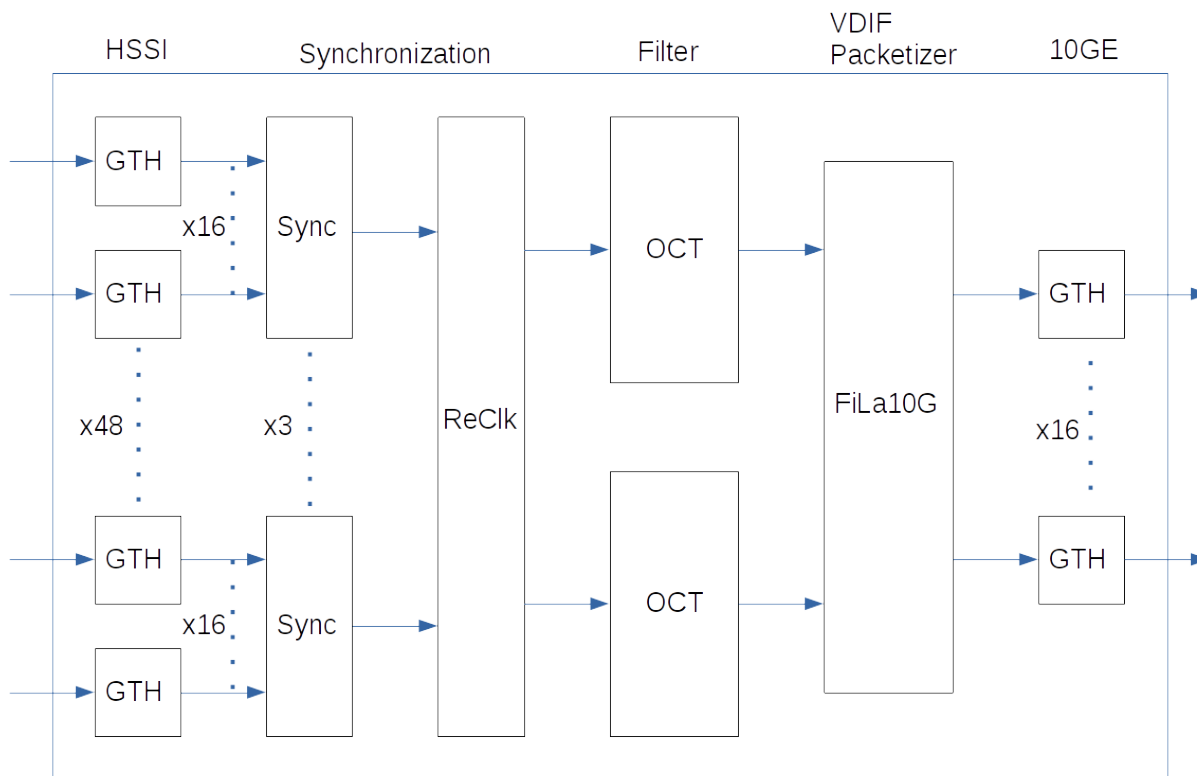 HSSI
Synchronization
Filter
VDIF
Packetizer
10GE
GTH
x16
GTH
x48
GTH
x16
GTH
Sync
x3
Sync
ReClk
OCT
OCT
FiLa10G
GTH
x16
GTH